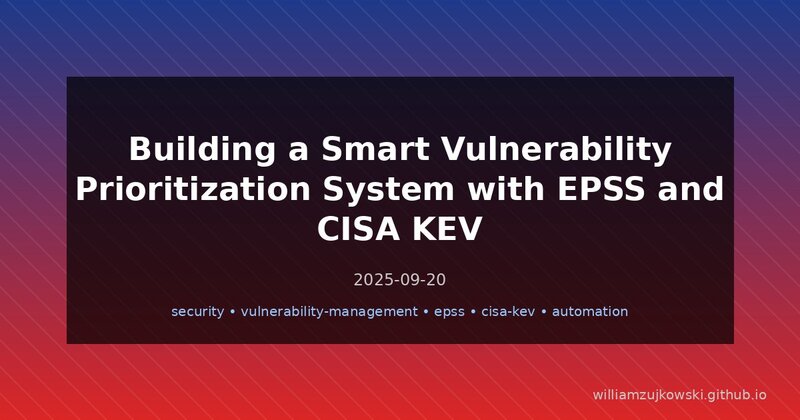 Building a Smart Vulnerability
Prioritization System with EPSS and
CISA KEV
2025-09-20
security • vulnerability-management • epss • cisa-kev • automation
williamzujkowski.github.io